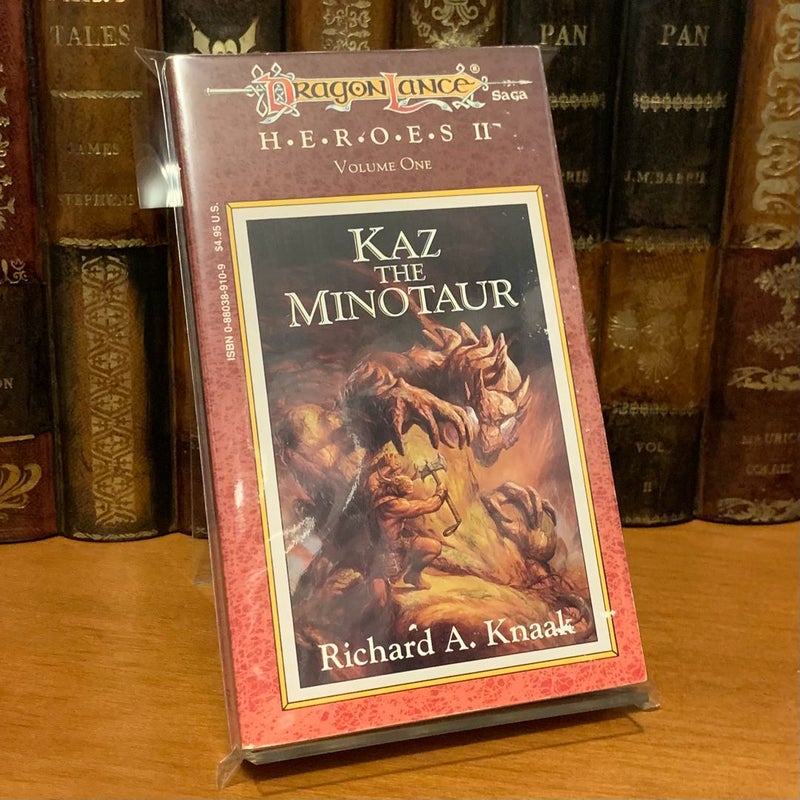 DRAGONLANCE®
SAGA
H•E•R•O•E•S II™
VOLUME ONE
ISBN 0-88038-910-9 $4.95 U.S.
KAZ
THE
MINOTAUR
Richard A. Knaak
TALES
JAMES
STEPHENS
PAN
J.M. BARRIE
PAN
VOL
II